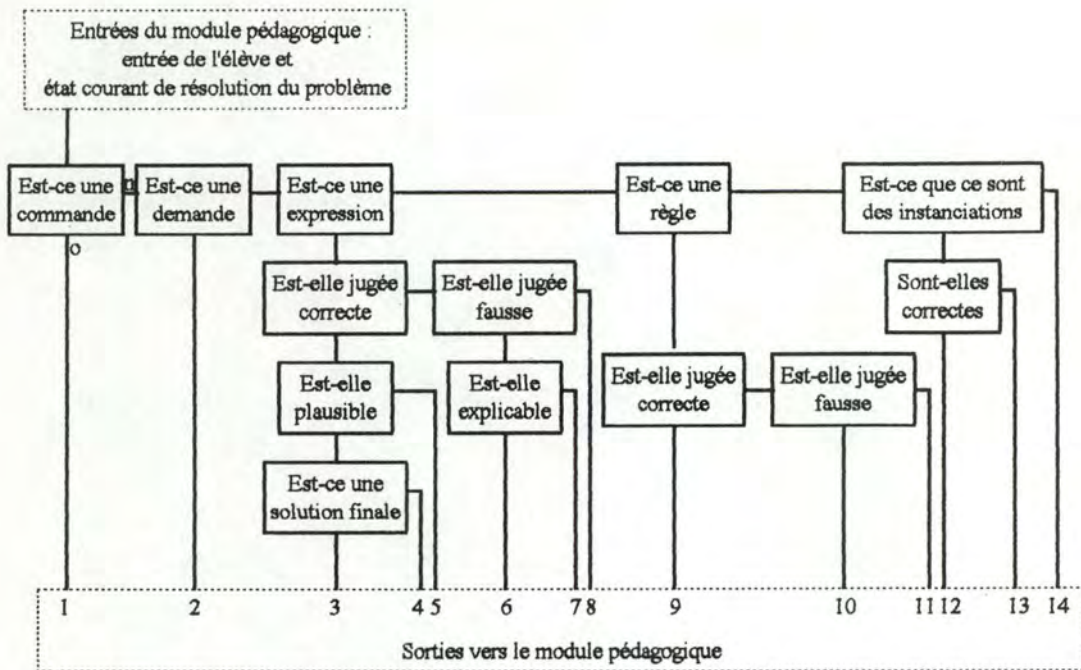 Entrées du module pédagogique :
entrée de l'élève et
état courant de résolution du problème
Est-ce une
commande
n
o
Est-ce une
demande
Est-ce une
expression
Est-ce une
règle
Est-ce que ce sont
des instanciations
Est-elle jugée
correcte
Est-elle jugée
fausse
Sont-elles
correctes
Est-elle
plausible
Est-elle
explicable
Est-elle jugée
correcte
Est-elle jugée
fausse
Est-ce une
solution finale
1 2 3 4 5 6 7 8 9 10 11 12 13 14
Sorties vers le module pédagogique